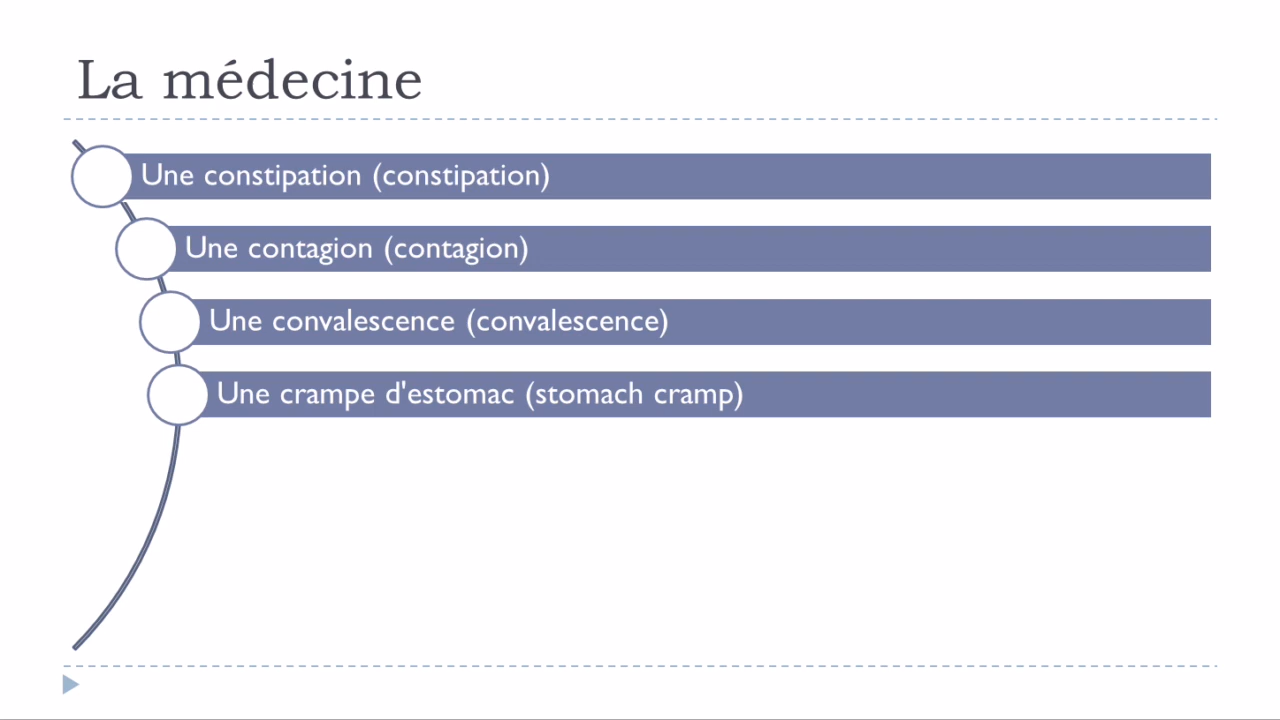 La médecine
Une constipation (constipation)
Une contagion (contagion)
Une convalescence (convalescence)
Une crampe d'estomac (stomach cramp)